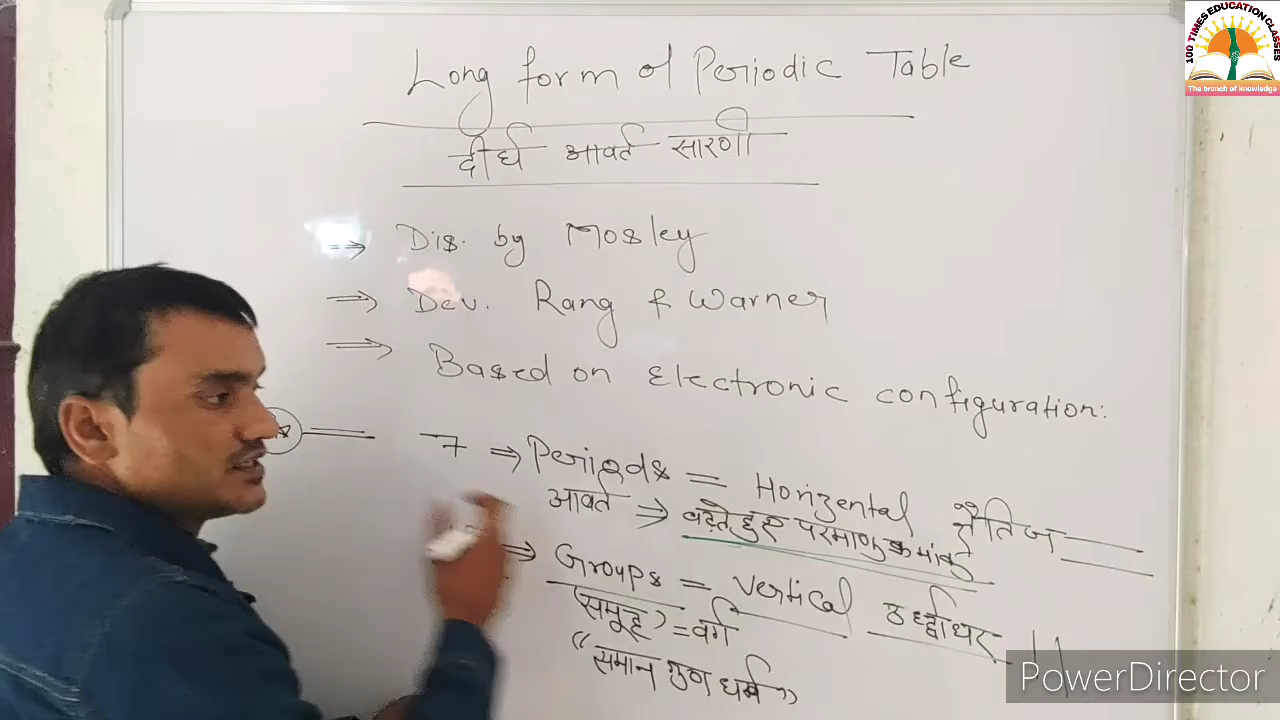 Long form of Periodic Table
दीर्घ आवर्त सारणी
⇒ Dis. by Mosley
⇒ Dev. Rang & Warner
⇒ Based on Electronic configuration:
7 ⇒ Periods = Horizental क्षैतिज
आवर्त ⇒ बढ़ते हुए परमाणु क्रमांक
⇒ Groups = Vertical उर्द्धाधर
(समूह) = वर्ग
"समान गुण धर्म"
100 TIMES EDUCATION CLASSES
The branch of knowledge
PowerDirector